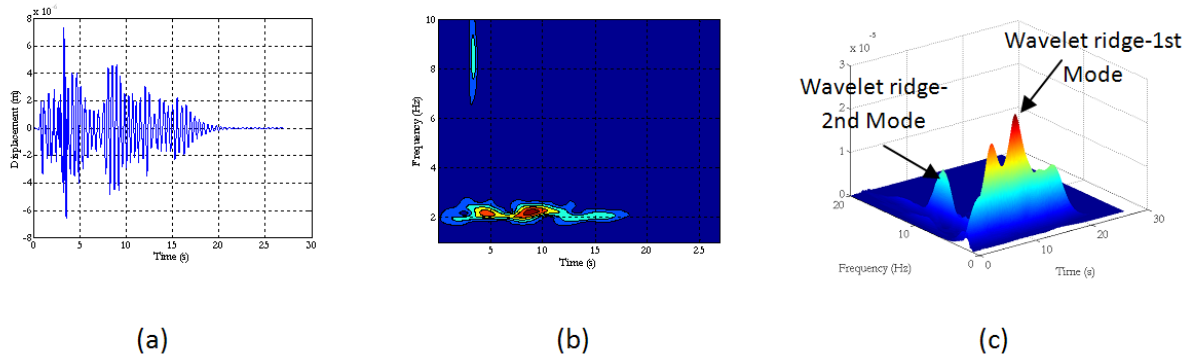 x 10
-6
8
6
4
2
0
-2
-4
-6
-8
Displacement (m)
0 5 10 15 20 25 30
Time (s)
(a)
10
8
6
4
2
Frequency (Hz)
5 10 15 20 25
Time (s)
(b)
x 10
-5
3
2
1
0
Wavelet ridge-1st
Mode
Wavelet ridge-
2nd Mode
20
10
0
Frequency (Hz)
0
10
20
30
Time (s)
(c)